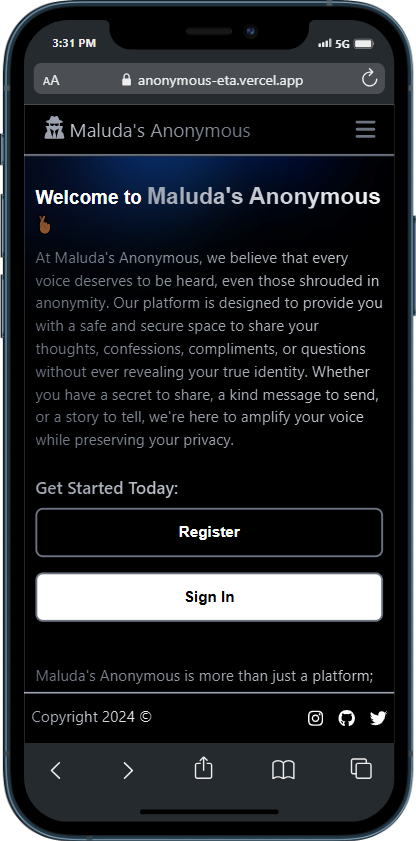 3:31 PM 5G
AA anonymous-eta.vercel.app
Maluda's Anonymous
Welcome to Maluda's Anonymous
At Maluda's Anonymous, we believe that every
voice deserves to be heard, even those shrouded in
anonymity. Our platform is designed to provide you
with a safe and secure space to share your
thoughts, confessions, compliments, or questions
without ever revealing your true identity. Whether
you have a secret to share, a kind message to send,
or a story to tell, we're here to amplify your voice
while preserving your privacy.
Get Started Today:
Register
Sign In
Maluda's Anonymous is more than just a platform;
Copyright 2024 ©